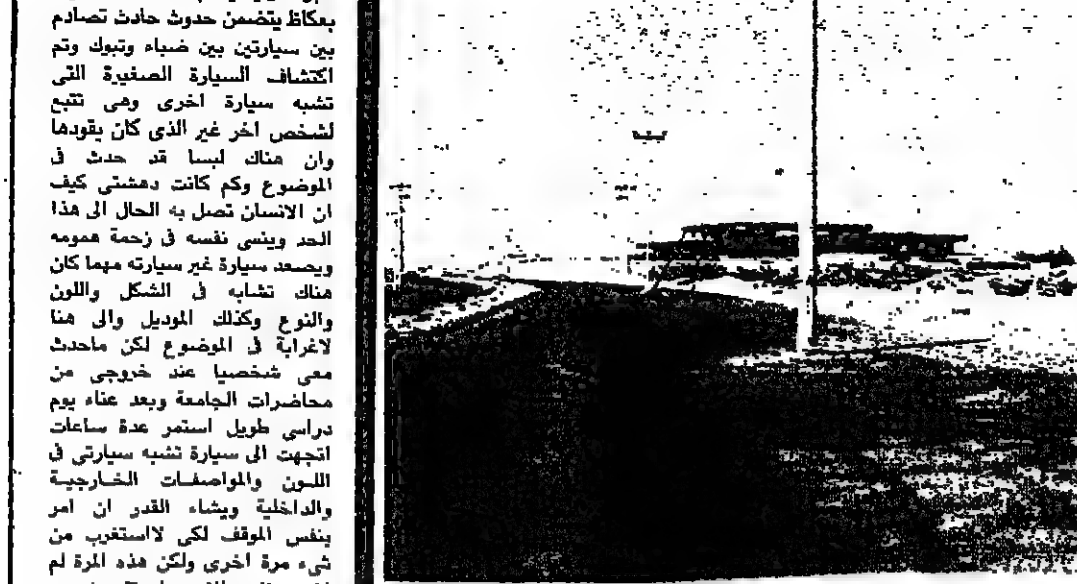 بعكاظ يتضمن حدوث حادث تصادم
بين سيارتين بين ضباء وتبوك وتم
اكتشاف السيارة الصغيرة التى
تشبه سيارة اخرى وهى تتبع
لشخص اخر غير الذى كان يقودها
وان هناك لبسا قد حدث فى
الموضوع وكم كانت دهشتى كيف
ان الانسان تصل به الحال الى هذا
الحد وينسى نفسه فى زحمة همومه
ويصعد سيارة غير سيارته مهما كان
هناك تشابه فى الشكل واللون
والنوع وكذلك الموديل والى هنا
لاغرابة فى الموضوع لكن ماحدث
معى شخصيا عند خروجى من
محاضرات الجامعة وبعد عناء يوم
دراسى طويل استمر عدة ساعات
اتجهت الى سيارة تشبه سيارتى فى
اللون والمواصفات الخارجية
والداخلية ويشاء القدر ان امر
بنفس الموقف لكى لااستغرب من
شىء مرة اخرى ولكن هذه المرة لم